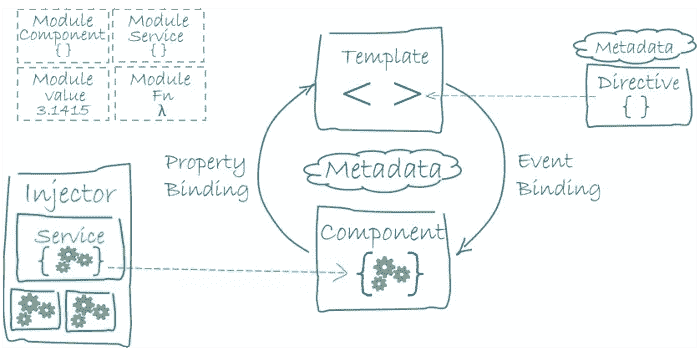 Module
Component
{ }
Module
Service
{ }
Module
value
3.1415
Module
Fn
λ
Template
< >
Metadata
Directive
{ }
Property
Binding
Metadata
Event
Binding
Injector
Service
{ }
Component
{ }